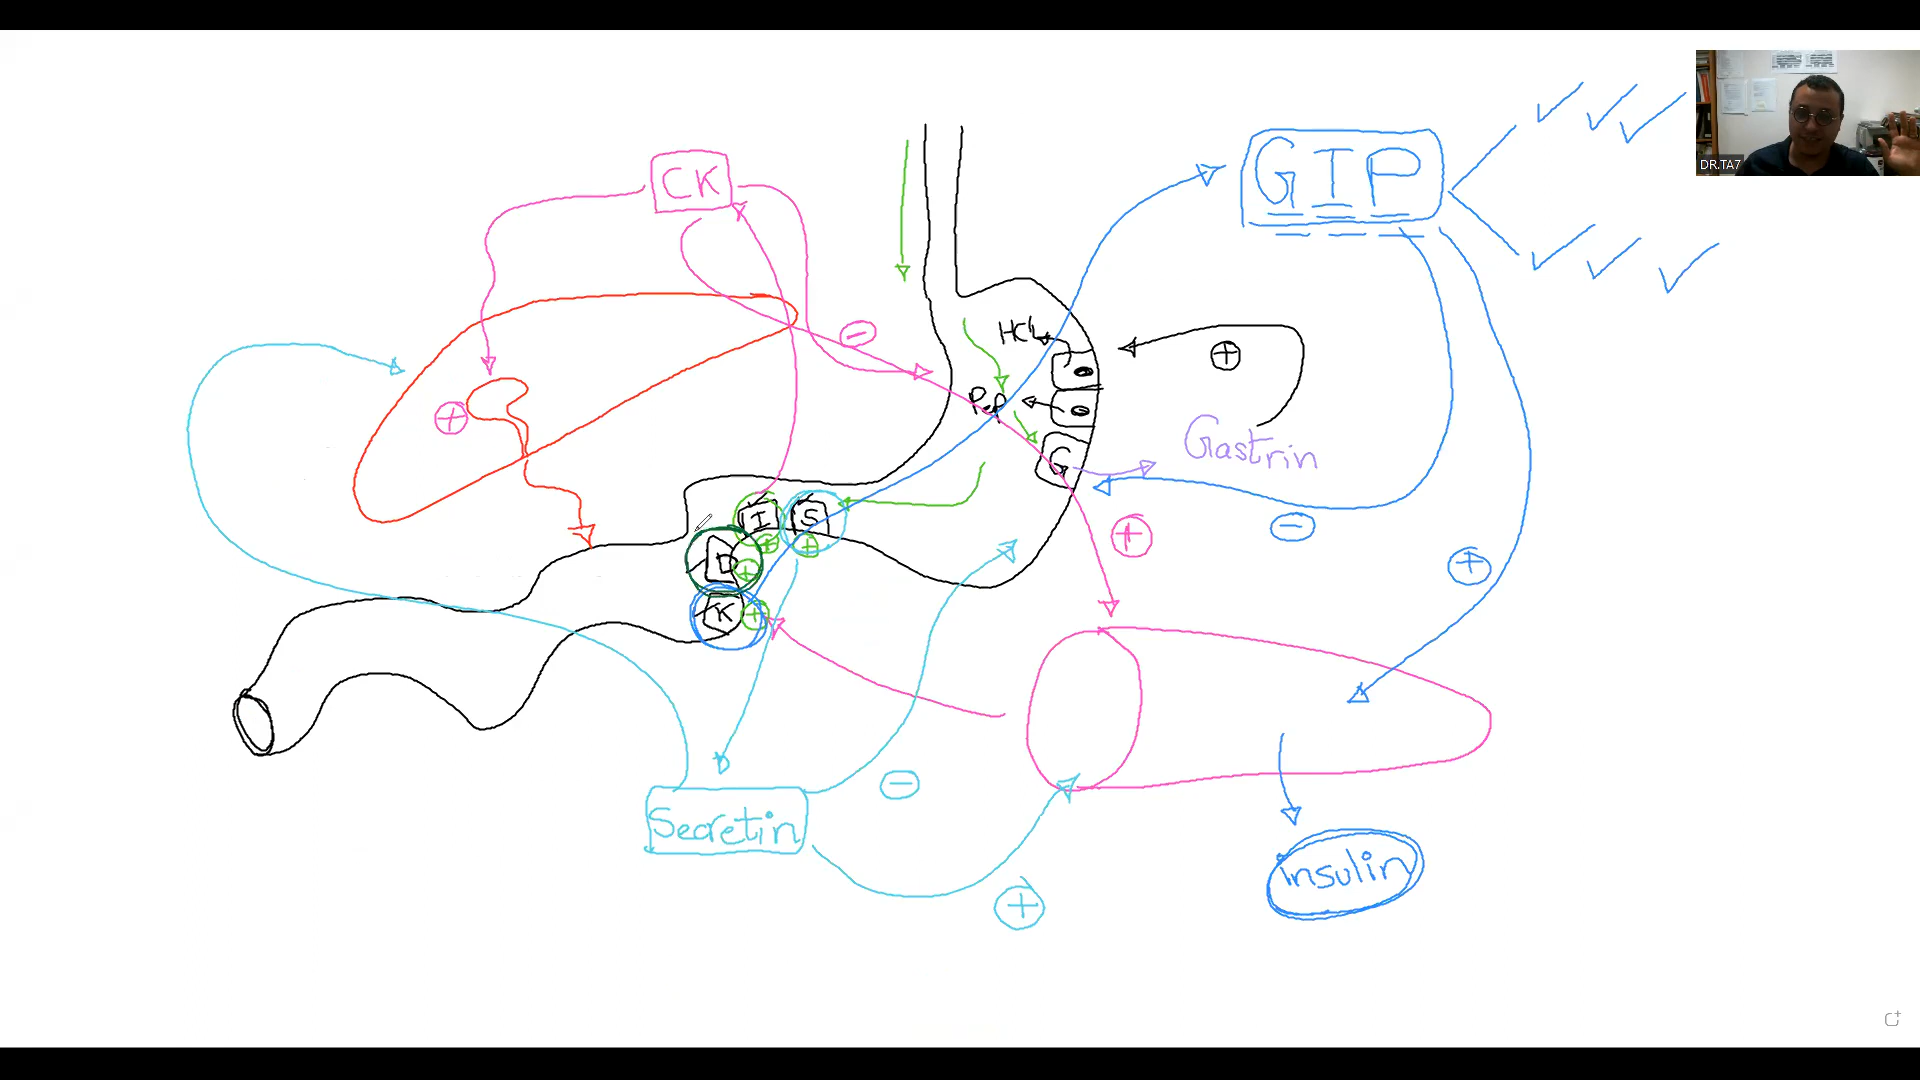 DR.TA7
CK
GIP
HCl
PeP
G
Gastrin
I
S
D
K
Secretin
insulin